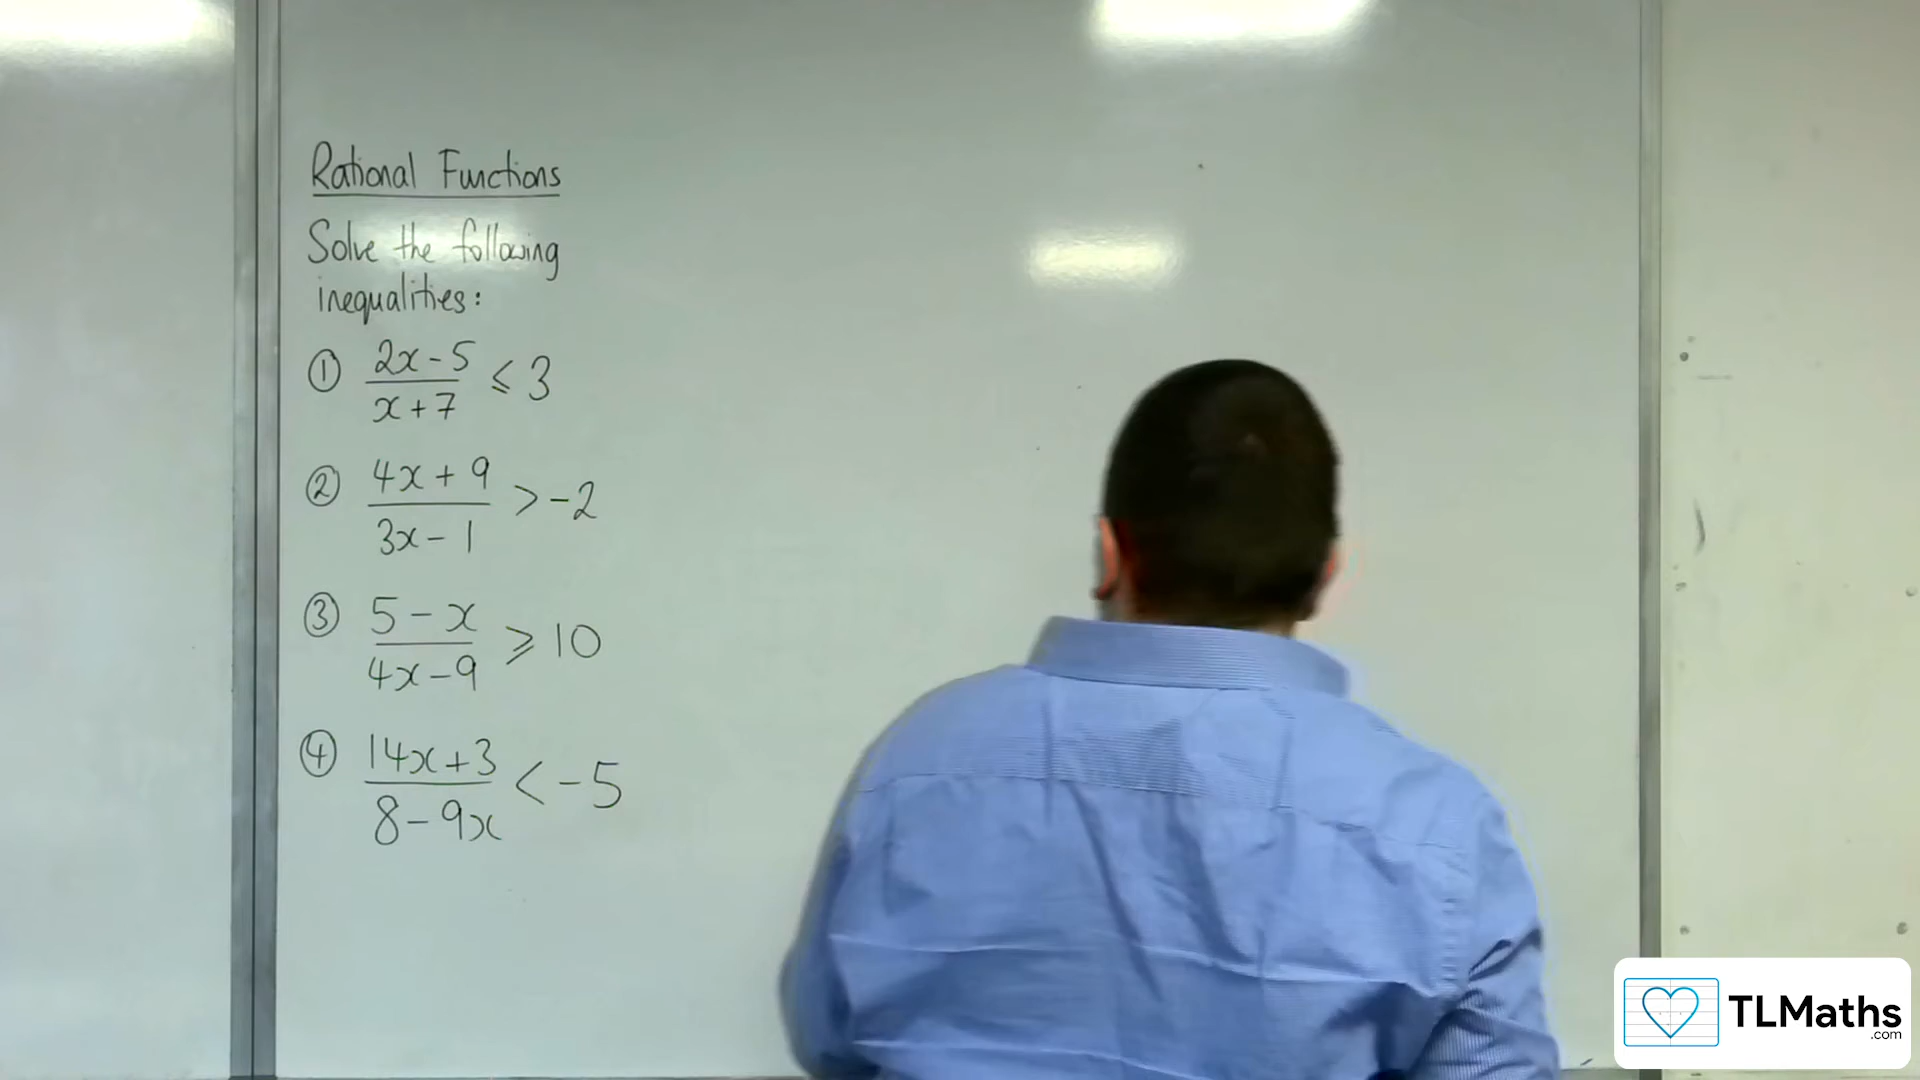 Rational Functions
Solve the following
inequalities:
① 2x-5
x+7 ⩽ 3
② 4x+9
3x-1 > -2
③ 5-x
4x-9 ⩾ 10
④ 14x+3
8-9x < -5
TLMaths
.com